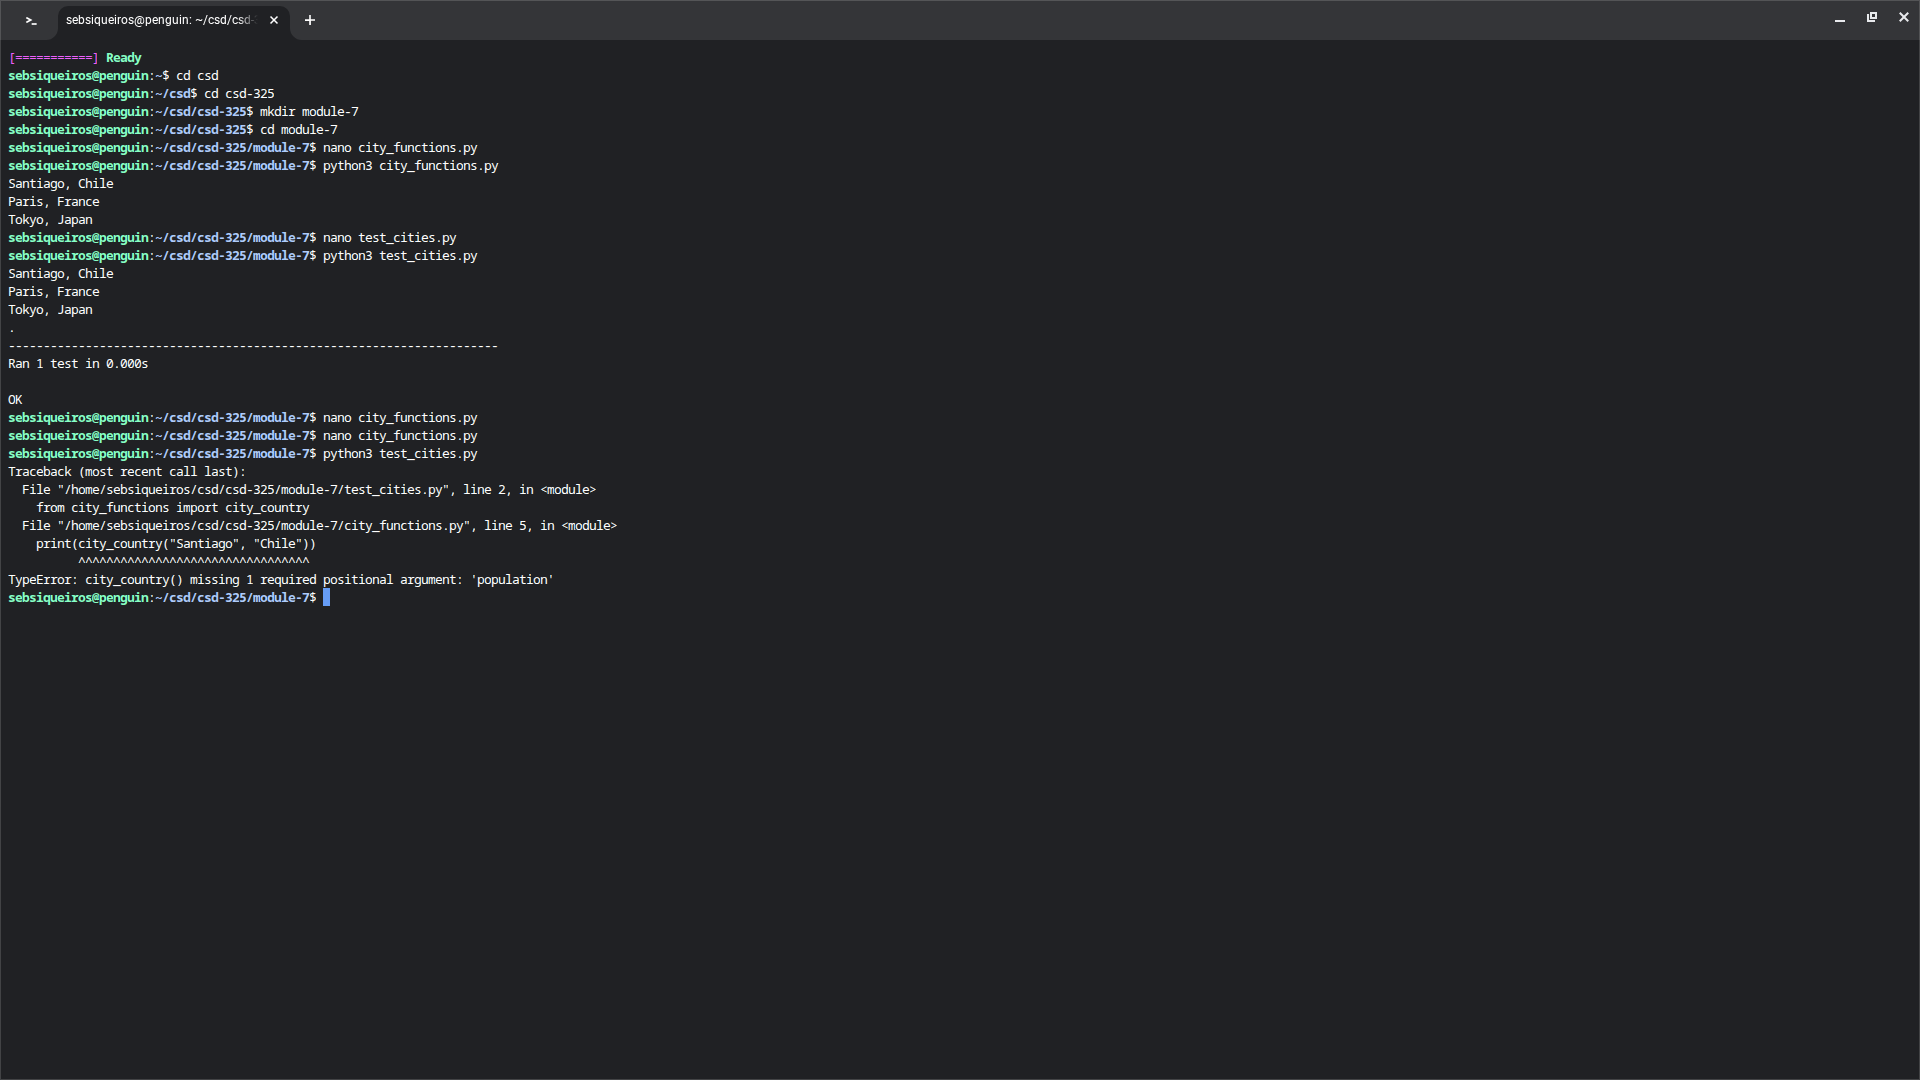 sebsiqueiros@penguin: ~/csd/csd-
[===========] Ready
sebsiqueiros@penguin:~$ cd csd
sebsiqueiros@penguin:~/csd$ cd csd-325
sebsiqueiros@penguin:~/csd/csd-325$ mkdir module-7
sebsiqueiros@penguin:~/csd/csd-325$ cd module-7
sebsiqueiros@penguin:~/csd/csd-325/module-7$ nano city_functions.py
sebsiqueiros@penguin:~/csd/csd-325/module-7$ python3 city_functions.py
Santiago, Chile
Paris, France
Tokyo, Japan
sebsiqueiros@penguin:~/csd/csd-325/module-7$ nano test_cities.py
sebsiqueiros@penguin:~/csd/csd-325/module-7$ python3 test_cities.py
Santiago, Chile
Paris, France
Tokyo, Japan
.
----------------------------------------------------------------------
Ran 1 test in 0.000s
OK
sebsiqueiros@penguin:~/csd/csd-325/module-7$ nano city_functions.py
sebsiqueiros@penguin:~/csd/csd-325/module-7$ nano city_functions.py
sebsiqueiros@penguin:~/csd/csd-325/module-7$ python3 test_cities.py
Traceback (most recent call last):
  File "/home/sebsiqueiros/csd/csd-325/module-7/test_cities.py", line 2, in <module>
    from city_functions import city_country
  File "/home/sebsiqueiros/csd/csd-325/module-7/city_functions.py", line 5, in <module>
    print(city_country("Santiago", "Chile"))
          ^^^^^^^^^^^^^^^^^^^^^^^^^^^^^^^^^
TypeError: city_country() missing 1 required positional argument: 'population'
sebsiqueiros@penguin:~/csd/csd-325/module-7$